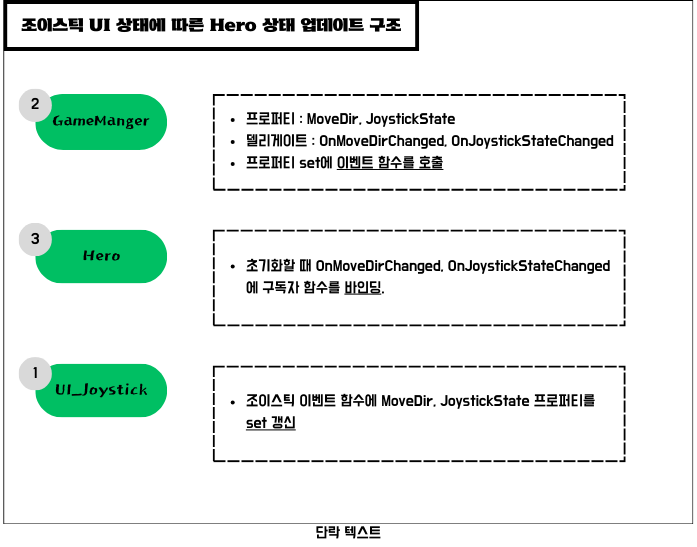 조이스틱 UI 상태에 따른 Hero 상태 업데이트 구조
2
GameManger
• 프로퍼티 : MoveDir, JoystickState
• 델리게이트 : OnMoveDirChanged, OnJoystickStateChanged
• 프로퍼티 set에 이벤트 함수를 호출
3
Hero
• 초기화할 때 OnMoveDirChanged, OnJoystickStateChanged
에 구독자 함수를 바인딩.
1
UI_Joystick
• 조이스틱 이벤트 함수에 MoveDir, JoystickState 프로퍼티를
set 갱신
단락 텍스트